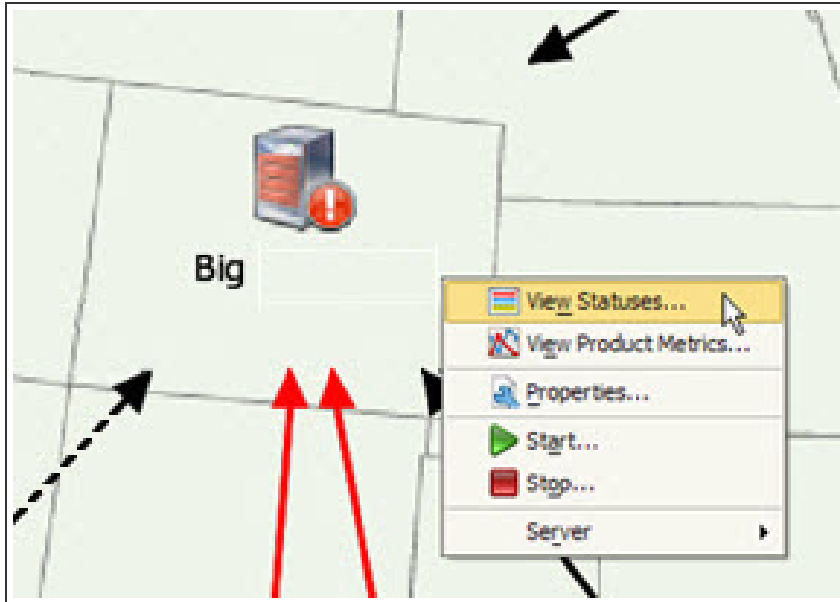 Big
View Statuses...
View Product Metrics...
Properties...
Start...
Stop...
Server